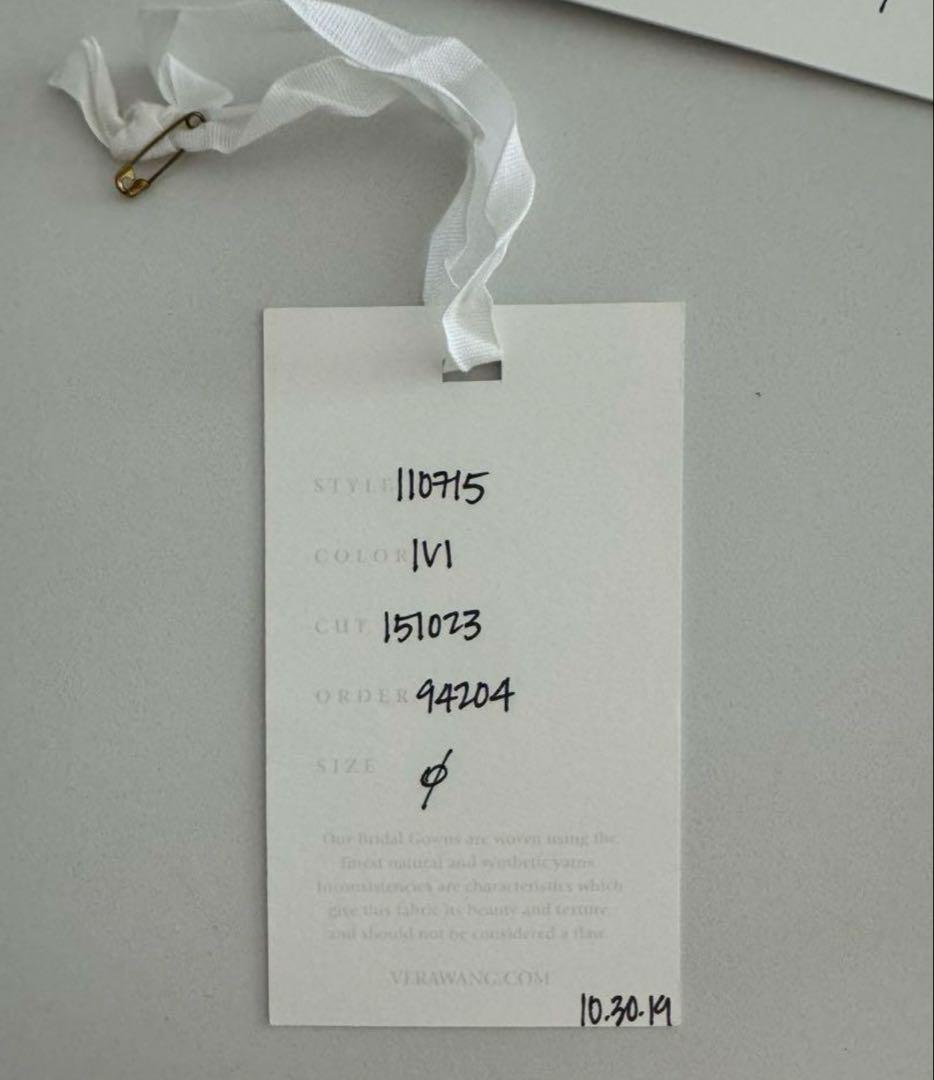 STYLE 110715
COLOR IVI
CUT 151023
ORDER 94204
SIZE ∅
Our Bridal Gowns are woven using the
finest natural and synthetic yarns.
Inconsistencies are characteristics which
give this fabric its beauty and texture,
and should not be considered a flaw.
VERAWANG.COM
10.30.19